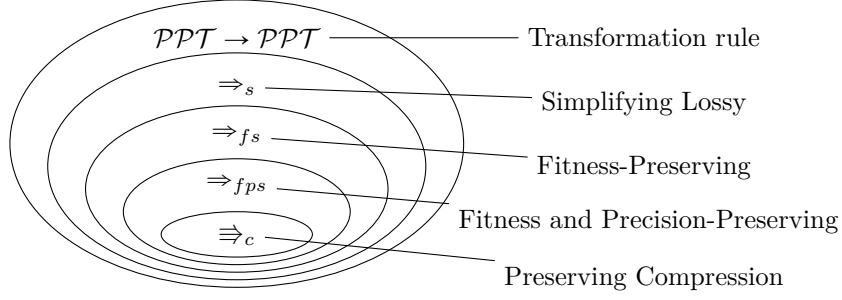 𝒫𝒫𝒯 → 𝒫𝒫𝒯 Transformation rule
⇒s Simplifying Lossy
⇒fs Fitness-Preserving
⇒fps Fitness and Precision-Preserving
⇛c Preserving Compression